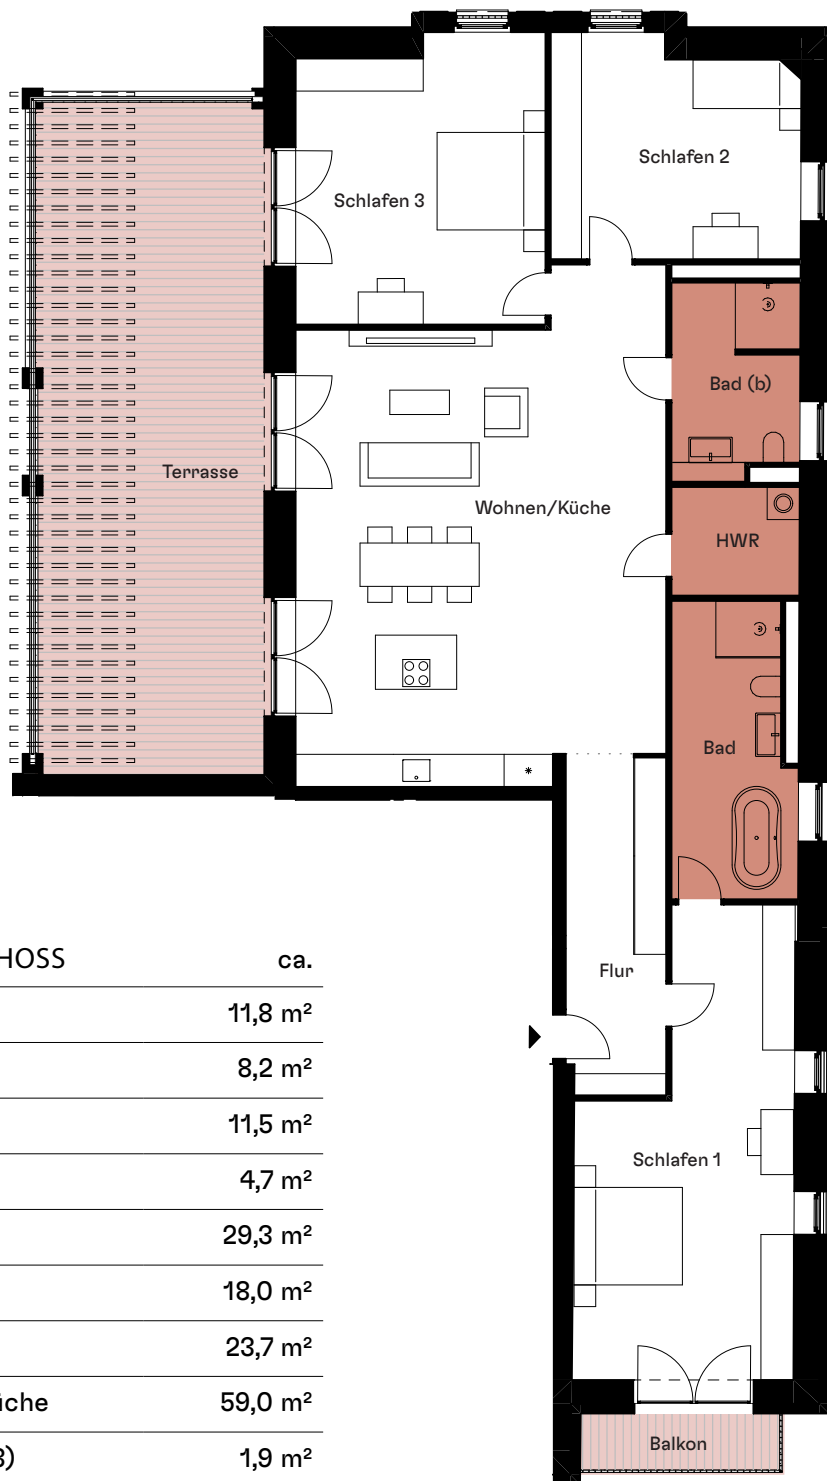 Schlafen 2
Schlafen 3
Bad (b)
Terrasse
Wohnen/Küche
HWR
Bad
HOSS ca.
Flur
11,8 m²
8,2 m²
11,5 m²
4,7 m²
Schlafen 1
29,3 m²
18,0 m²
23,7 m²
üche 59,0 m²
Balkon
3) 1,9 m²